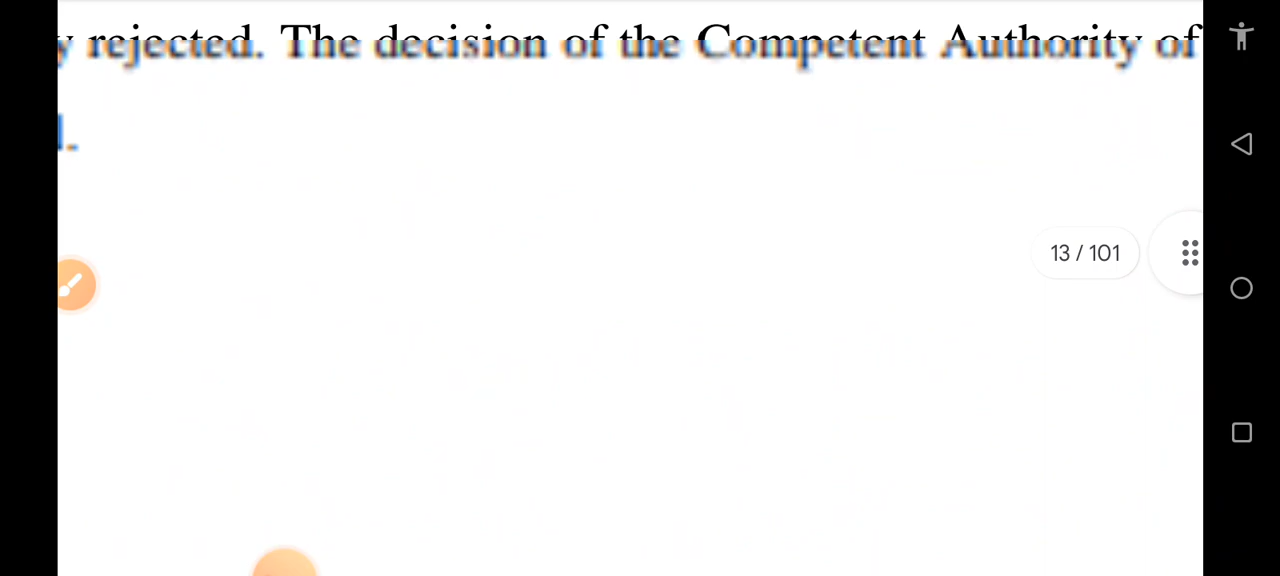 y rejected. The decision of the Competent Authority of
.
13 / 101